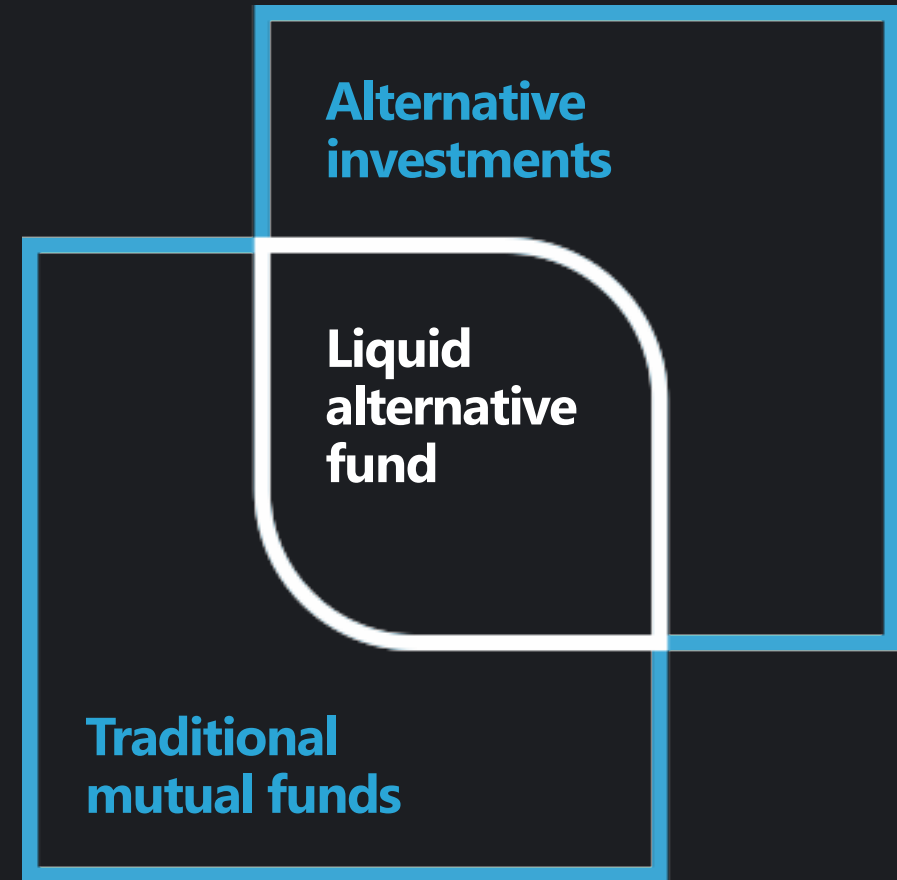 Alternative
investments
Liquid
alternative
fund
Traditional
mutual funds